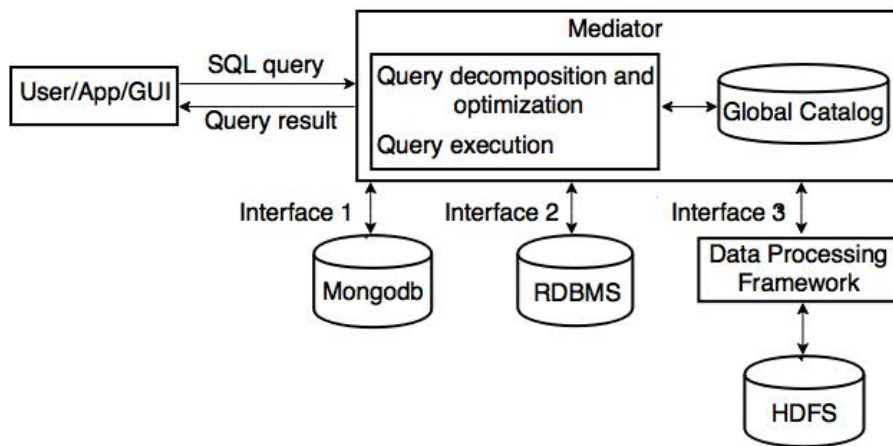 Mediator
SQL query
User/App/GUI
Query result
Query decomposition and
optimization
Query execution
Global Catalog
Interface 1
Interface 2
Interface 3
Mongodb
RDBMS
Data Processing
Framework
HDFS